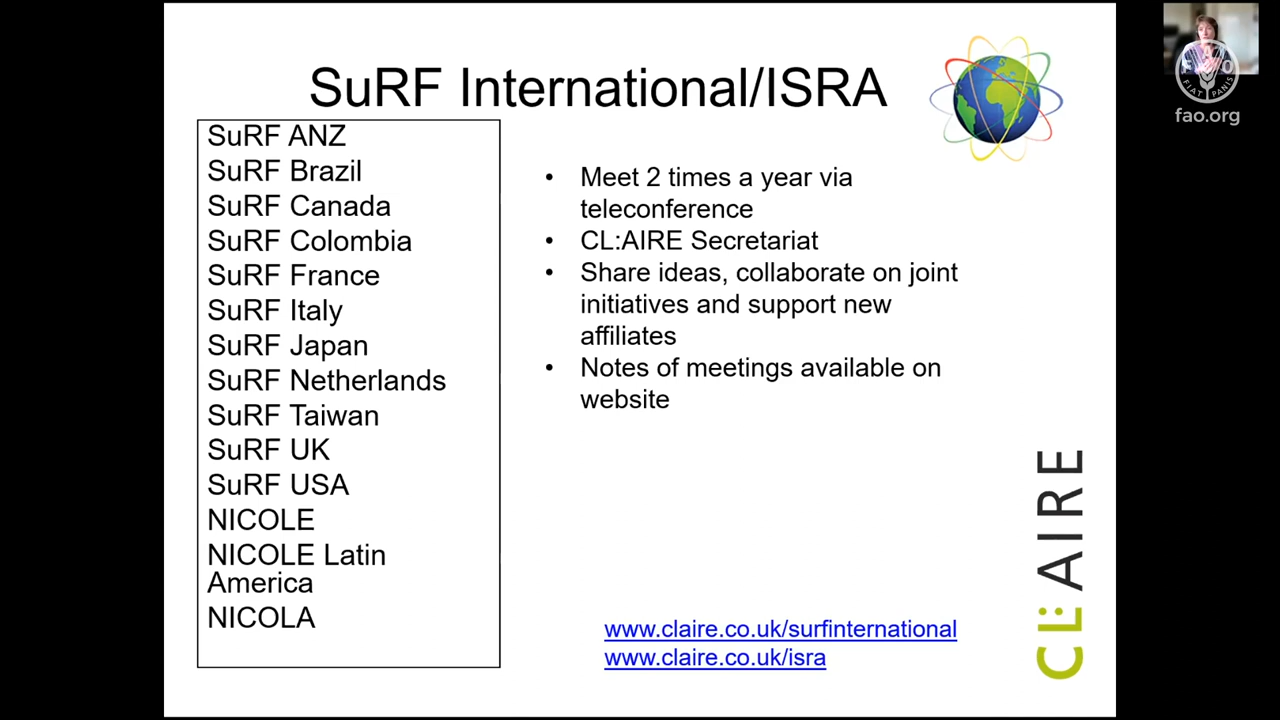 SuRF International/ISRA
SuRF ANZ
SuRF Brazil
SuRF Canada
SuRF Colombia
SuRF France
SuRF Italy
SuRF Japan
SuRF Netherlands
SuRF Taiwan
SuRF UK
SuRF USA
NICOLE
NICOLE Latin
America
NICOLA
• Meet 2 times a year via
teleconference
• CL:AIRE Secretariat
• Share ideas, collaborate on joint
initiatives and support new
affiliates
• Notes of meetings available on
website
www.claire.co.uk/surfinternational
www.claire.co.uk/isra
CL:AIRE
F A O
FIAT PANIS
fao.org